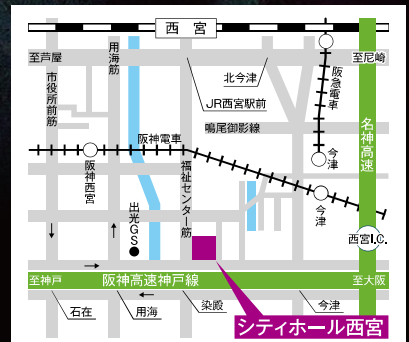 西宮
至芦屋
用海筋
至尼崎
市役所前筋
北今津
JR西宮駅前
阪急電車
鳴尾御影線
名神高速
阪神電車
今津
阪神西宮
福祉センター筋
今津
出光GS
西宮I.C.
至神戸
阪神高速神戸線
至大阪
石在
用海
染殿
今津
シティホール西宮